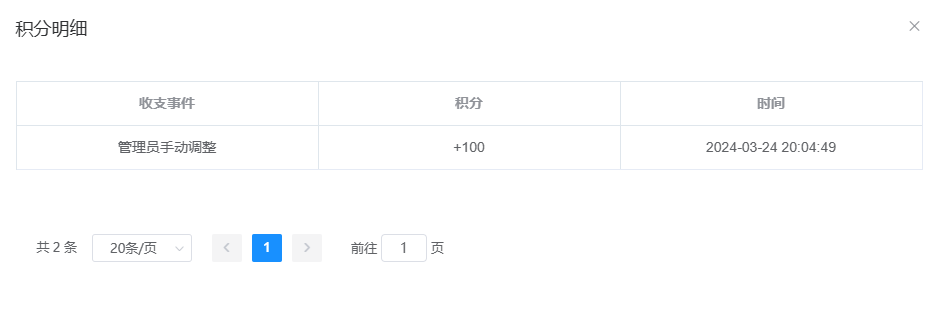 积分明细
收支事件 积分 时间
管理员手动调整 +100 2024-03-24 20:04:49
共 2 条 20条/页 1 前往 1 页